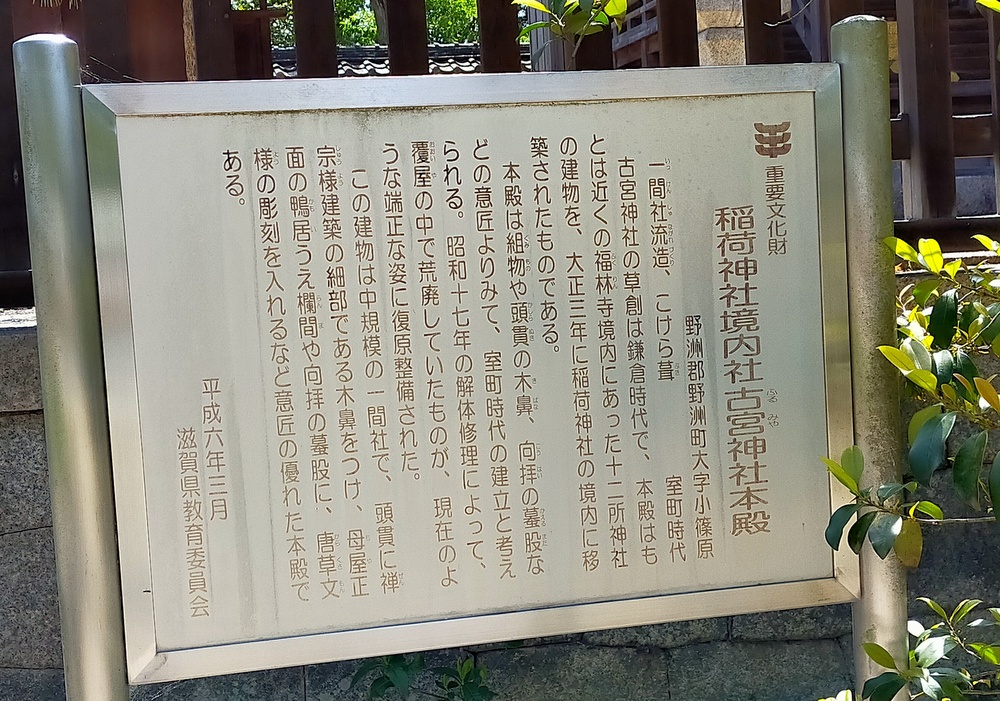 重要文化財
稲荷神社境内社古宮神社本殿
野洲郡野洲町大字小篠原
室町時代
一間社流造、こけら葺
古宮神社の草創は鎌倉時代で、本殿はも
とは近くの福林寺境内にあった十二所神社
の建物を、大正三年に稲荷神社の境内に移
築されたものである。
本殿は組物や頭貫の木鼻、向拝の蟇股な
どの意匠よりみて、室町時代の建立と考え
られる。昭和十七年の解体修理によって、
覆屋の中で荒廃していたものが、現在のよ
うな端正な姿に復原整備された。
この建物は中規模の一間社で、頭貫に禅
宗様建築の細部である木鼻をつけ、母屋正
面の鴨居うえ欄間や向拝の蟇股に、唐草文
様の彫刻を入れるなど意匠の優れた本殿で
ある。
平成六年三月
滋賀県教育委員会